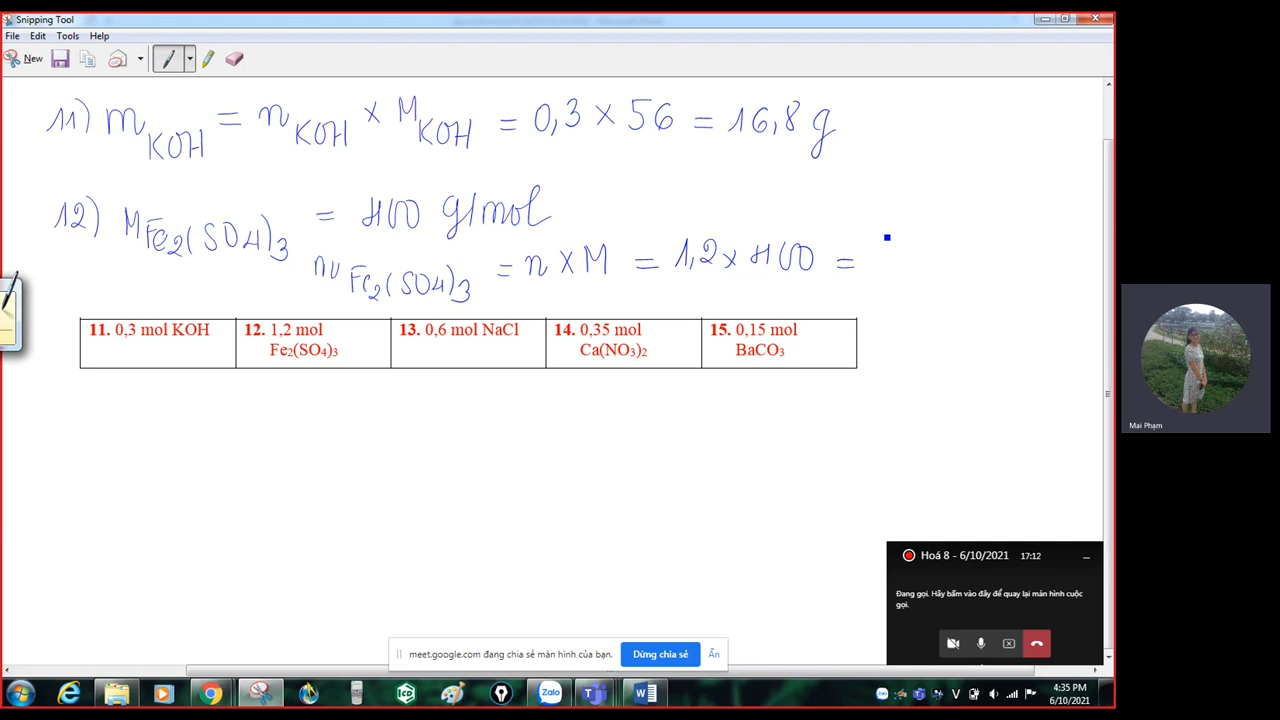 Snipping Tool
File Edit Tools Help
New
11) m KOH = n KOH × M KOH = 0,3 × 56 = 16,8 g
12) M Fe2(SO4)3 = 400 g/mol
m Fe2(SO4)3 = n × M = 1,2 × 400 =
11. 0,3 mol KOH
12. 1,2 mol Fe₂(SO₄)₃
13. 0,6 mol NaCl
14. 0,35 mol Ca(NO₃)₂
15. 0,15 mol BaCO₃
Mai Phạm
Hoá 8 - 6/10/2021 17:12
Đang gọi. Hãy bấm vào đây để quay lại màn hình cuộc
gọi.
meet.google.com đang chia sẻ màn hình của bạn. Dừng chia sẻ Ẩn
Zalo
4:35 PM
6/10/2021